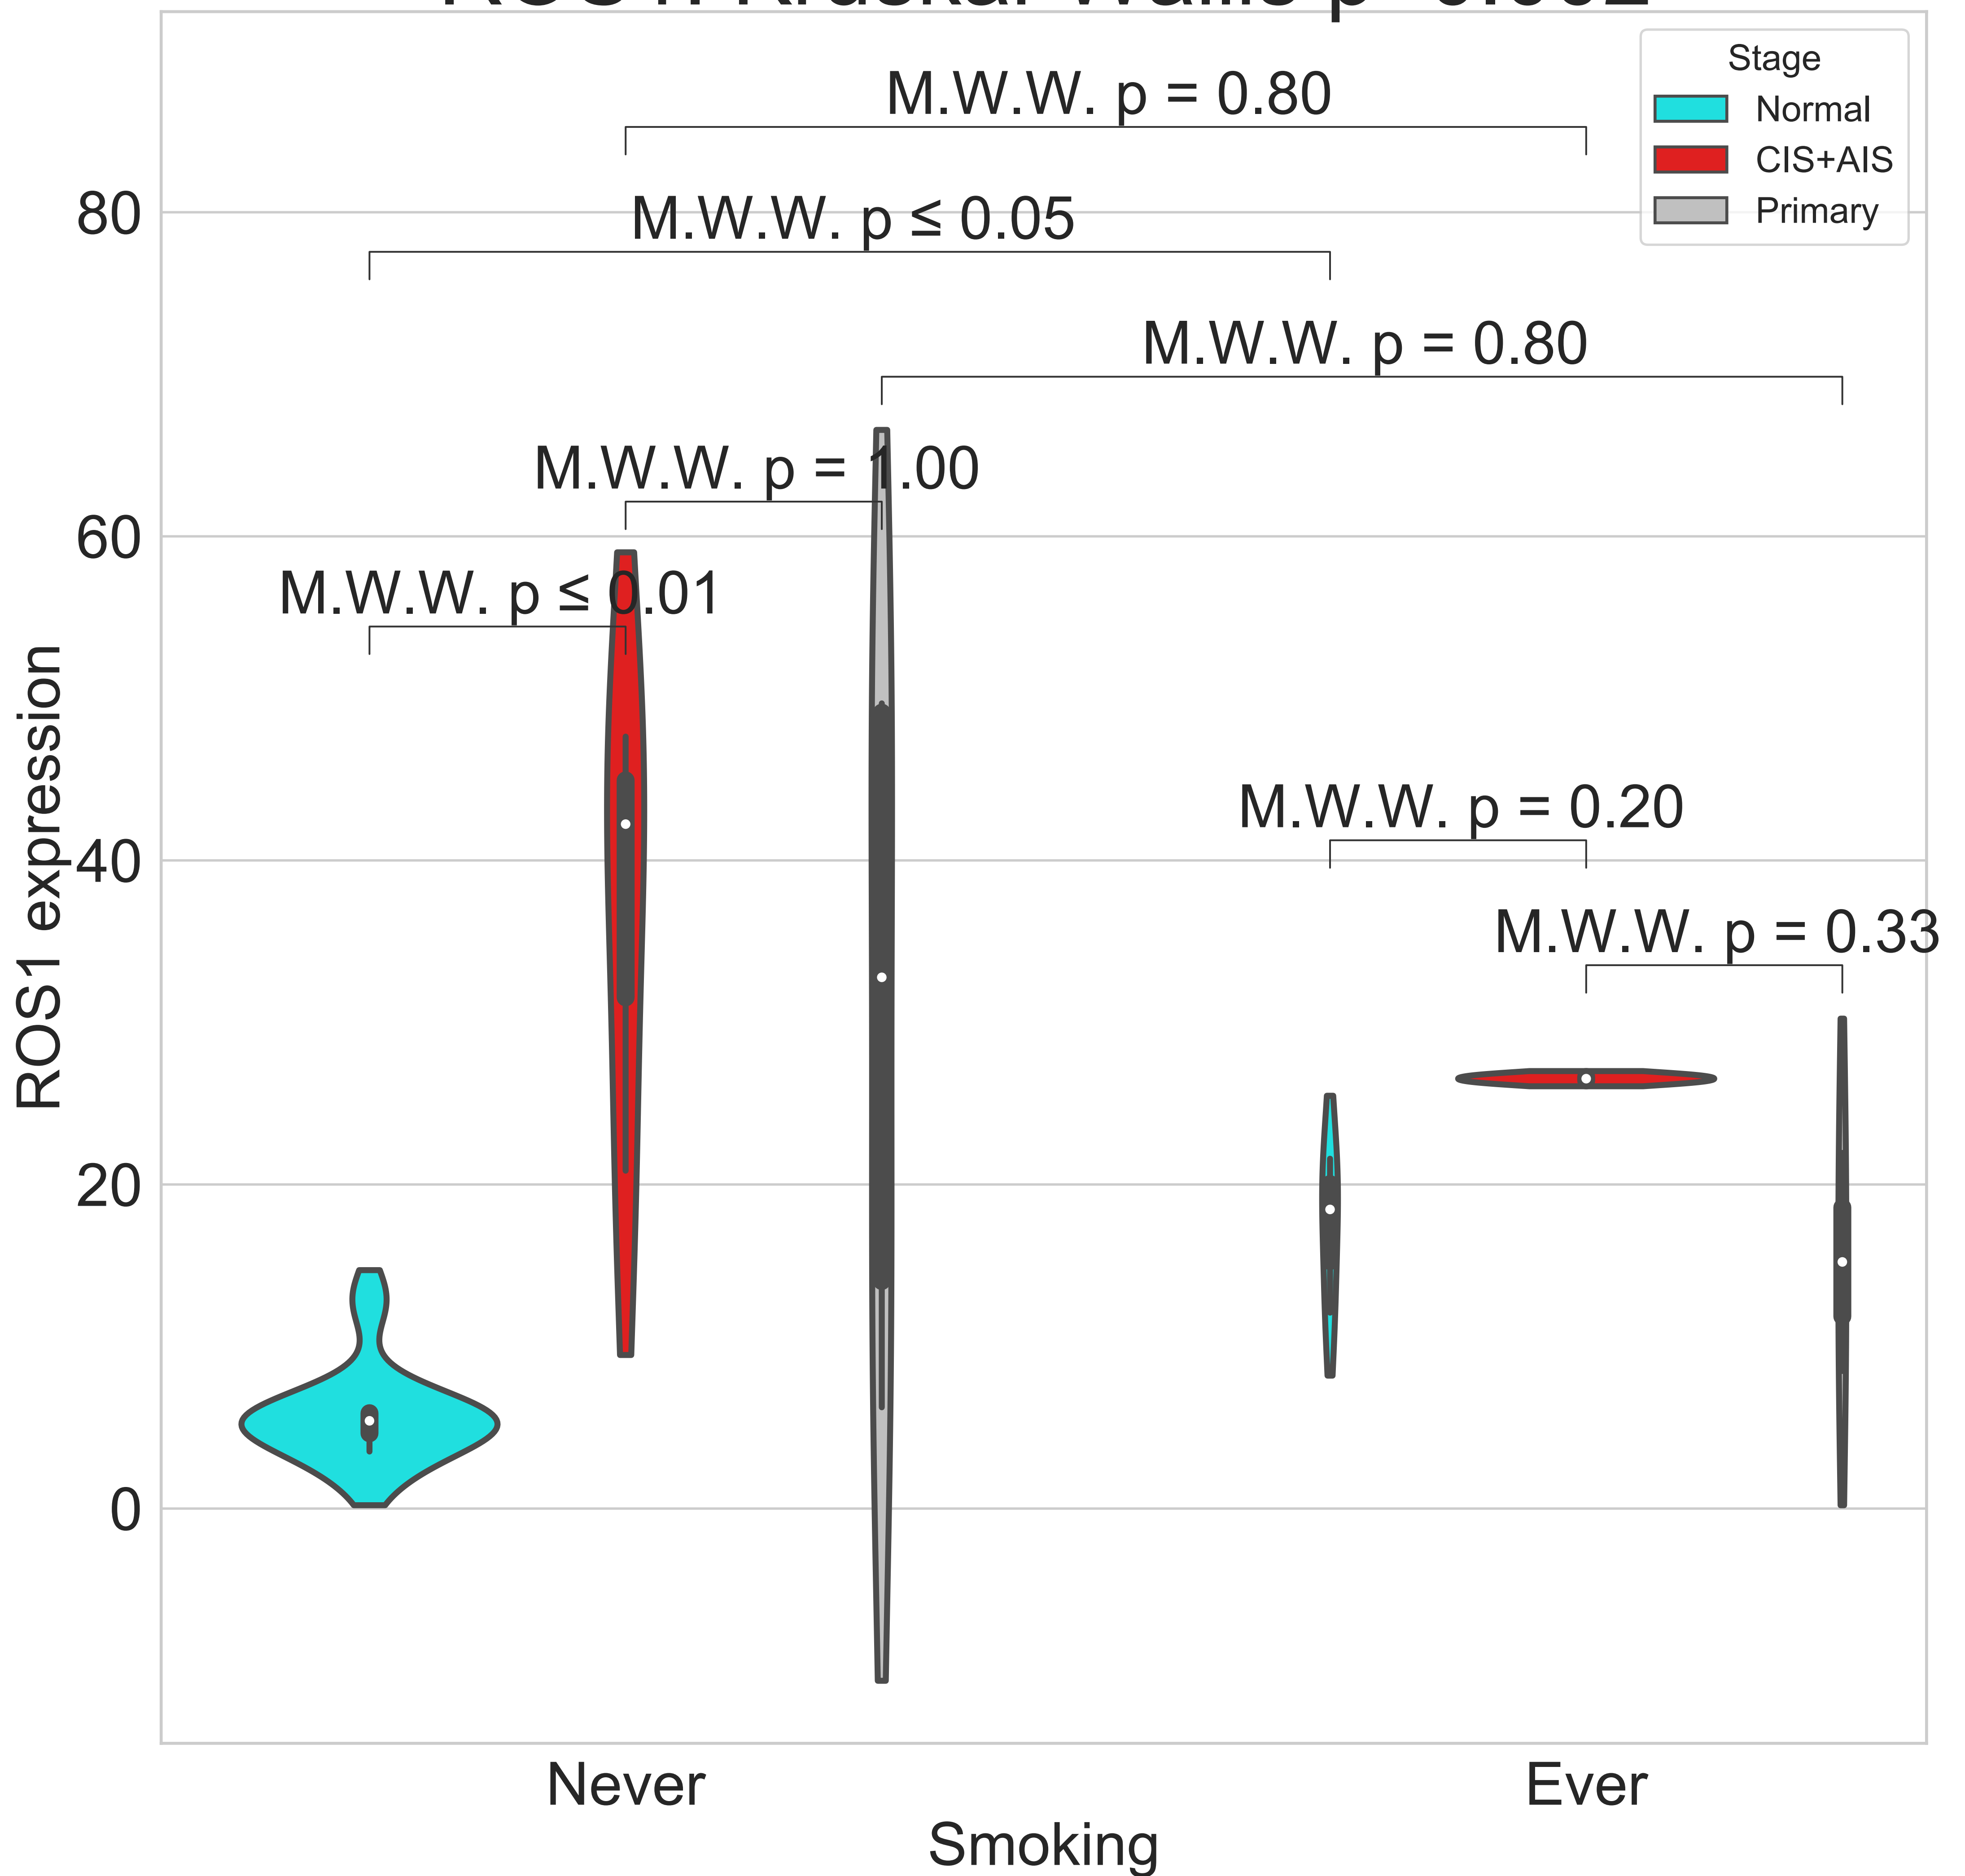 Stage
Normal
CIS+AIS
Primary
M.W.W. p = 0.80
M.W.W. p ≤ 0.05
M.W.W. p = 0.80
M.W.W. p = 1.00
M.W.W. p ≤ 0.01
M.W.W. p = 0.20
M.W.W. p = 0.33
80
60
40
20
0
ROS1 expression
Never
Ever
Smoking